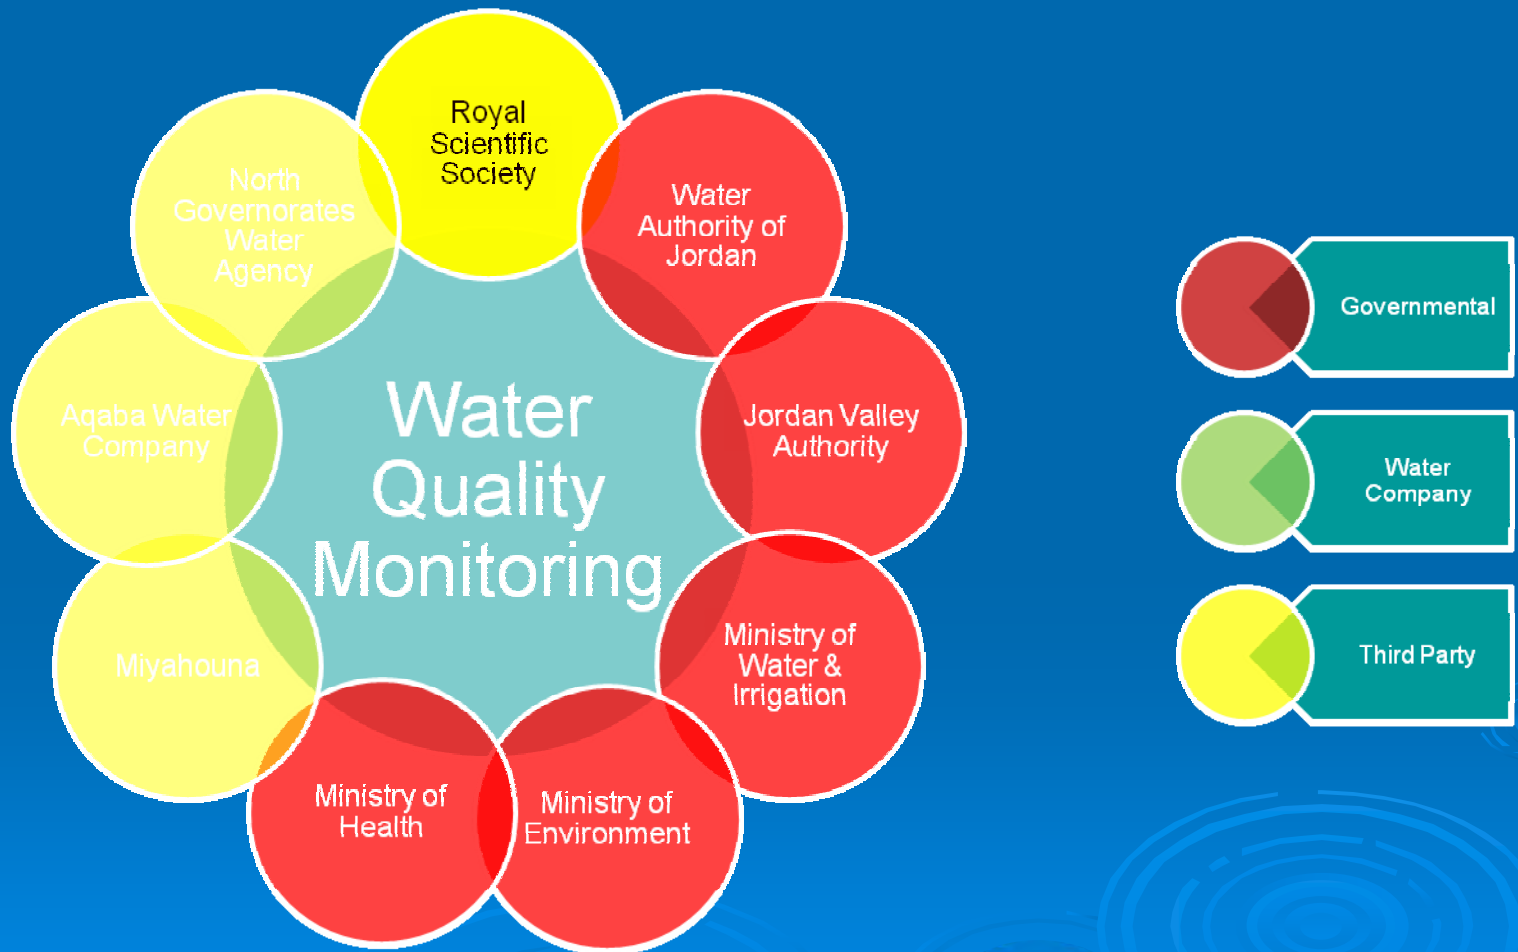 Royal
Scientific
Society
Water
Authority of
Jordan
Jordan Valley
Authority
Ministry of
Water &
Irrigation
Ministry of
Environment
Ministry of
Health
Miyahouna
Aqaba Water
Company
North
Governorates
Water
Agency
Water
Quality
Monitoring
Governmental
Water
Company
Third Party